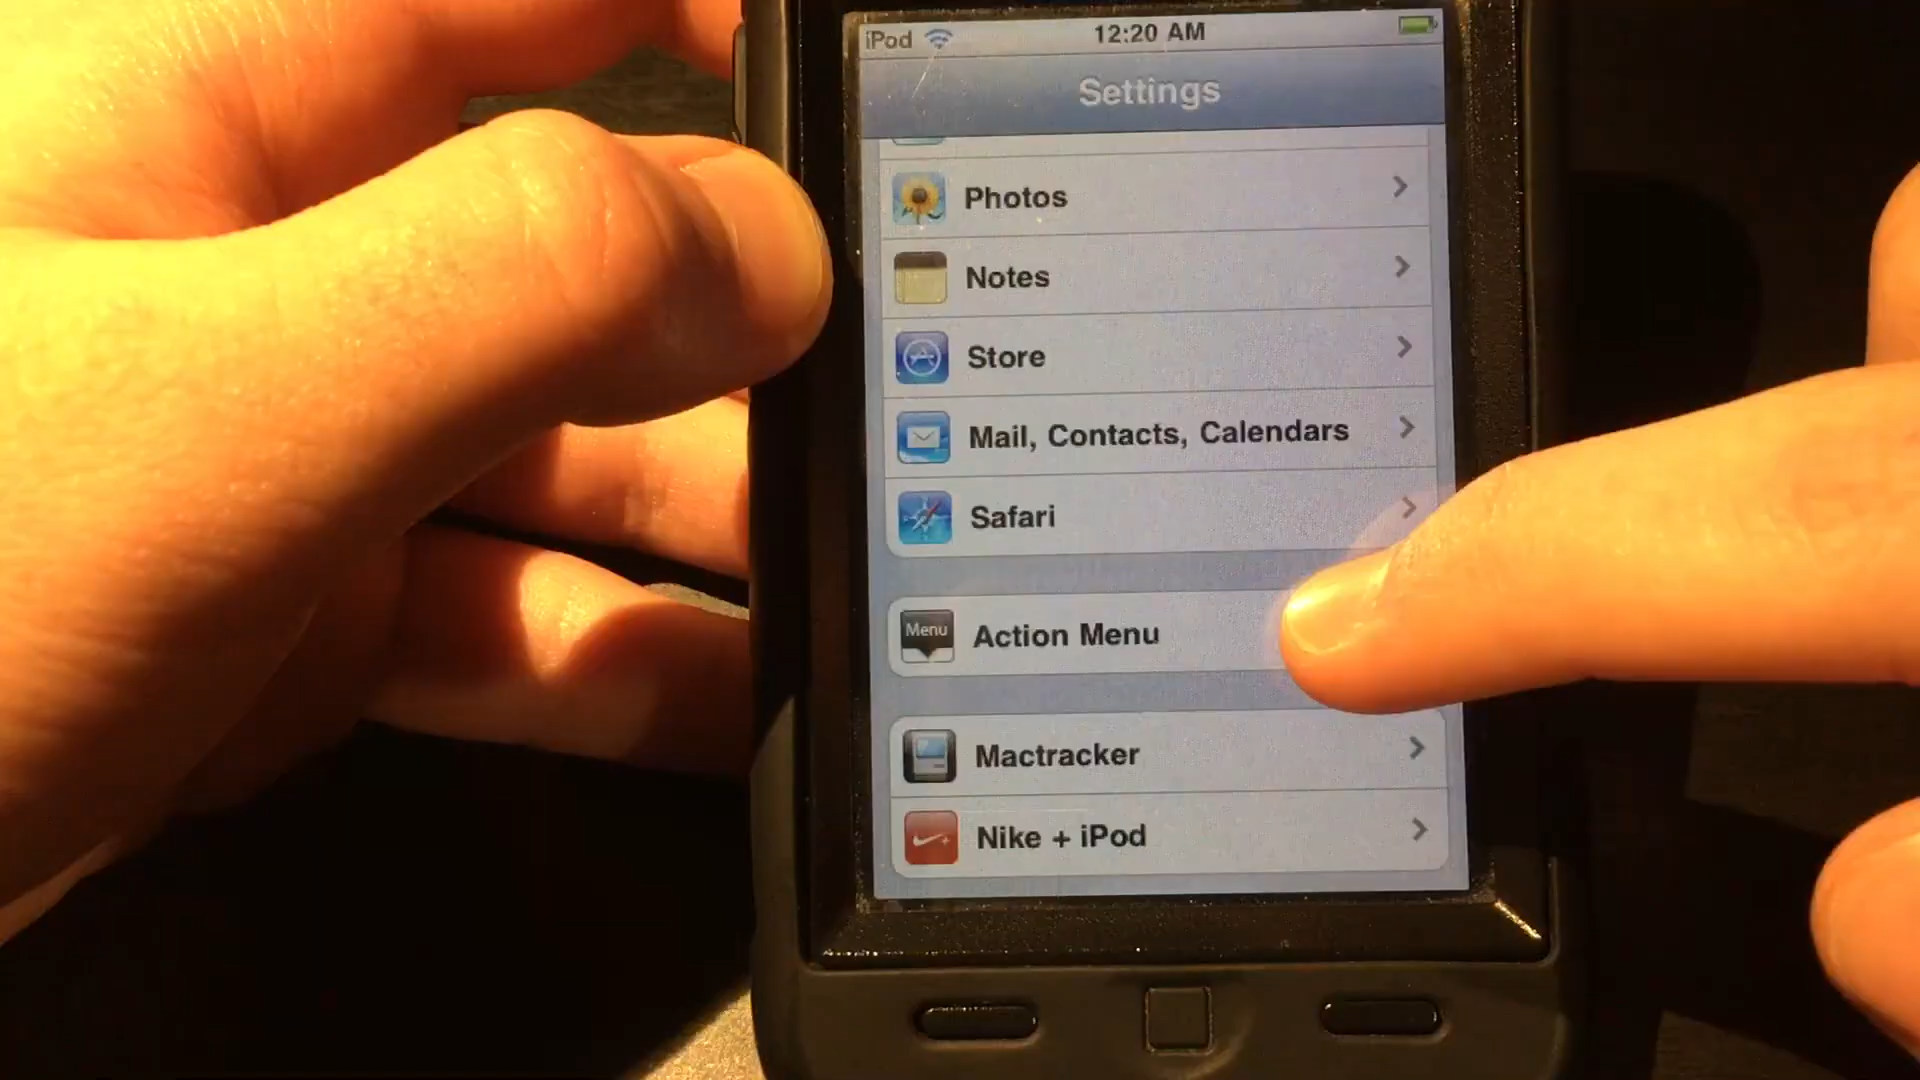 iPod
12:20 AM
Settings
Photos
Notes
Store
Mail, Contacts, Calendars
Safari
Menu
Action Menu
Mactracker
Nike + iPod